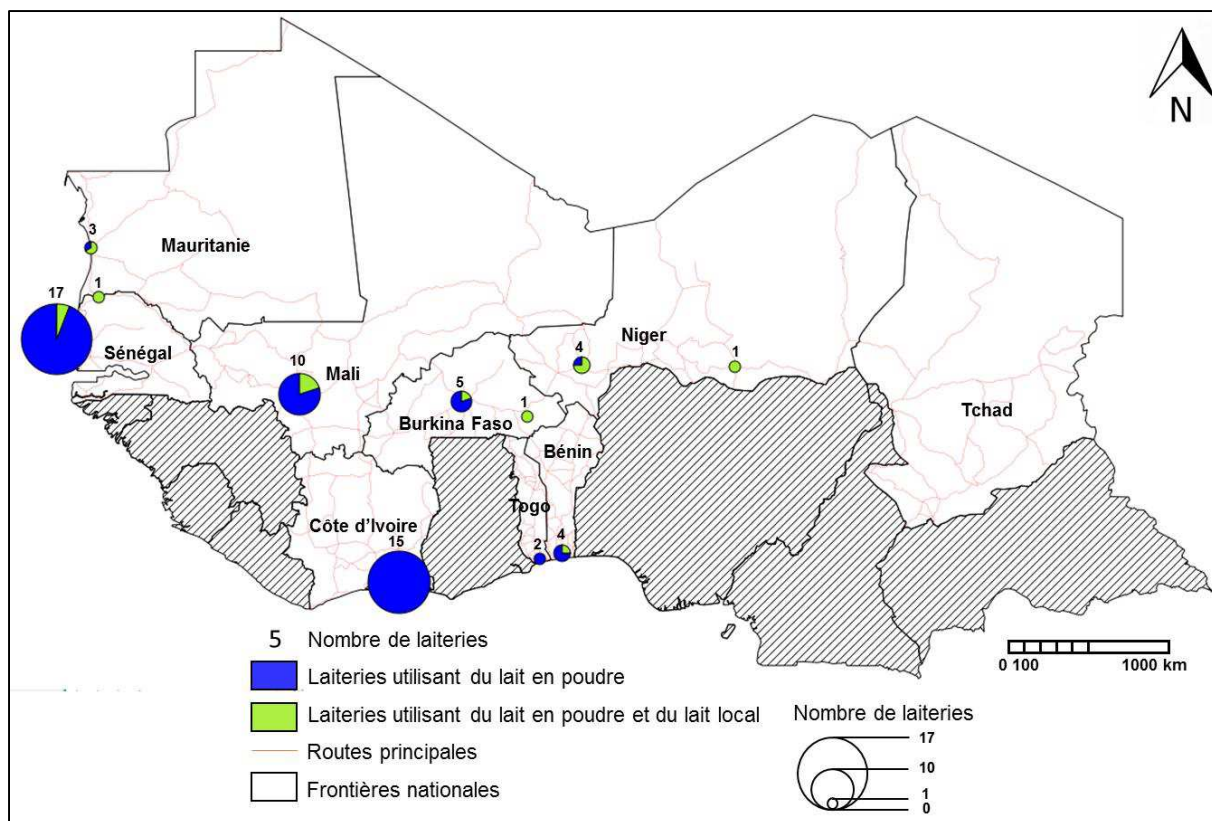 N
3
Mauritanie
1
17
Sénégal
10
Mali
5
Burkina Faso
1
4
Niger
1
Tchad
Bénin
Togo
Côte d'Ivoire
15
2
4
5 Nombre de laiteries
Laiteries utilisant du lait en poudre
Laiteries utilisant du lait en poudre et du lait local
Routes principales
Frontières nationales
0 100 1000 km
Nombre de laiteries
17
10
1
0